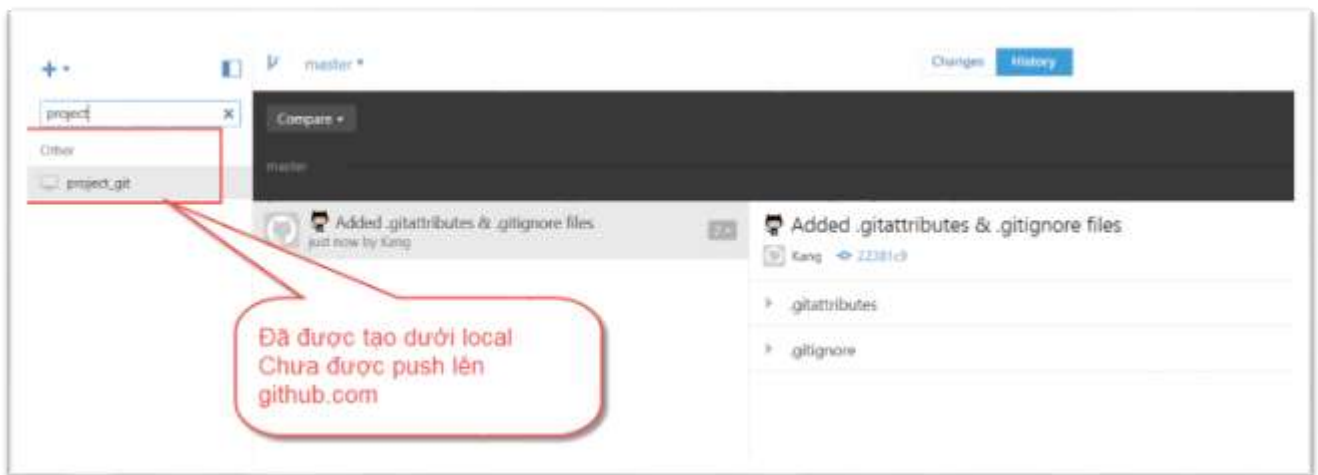 master
Changes
History
project
Compare
Other
master
project_git
Added .gitattributes & .gitignore files
just now by Kang
Added .gitattributes & .gitignore files
Kang 22381c9
.gitattributes
.gitignore
Đã được tạo dưới local
Chưa được push lên
github.com